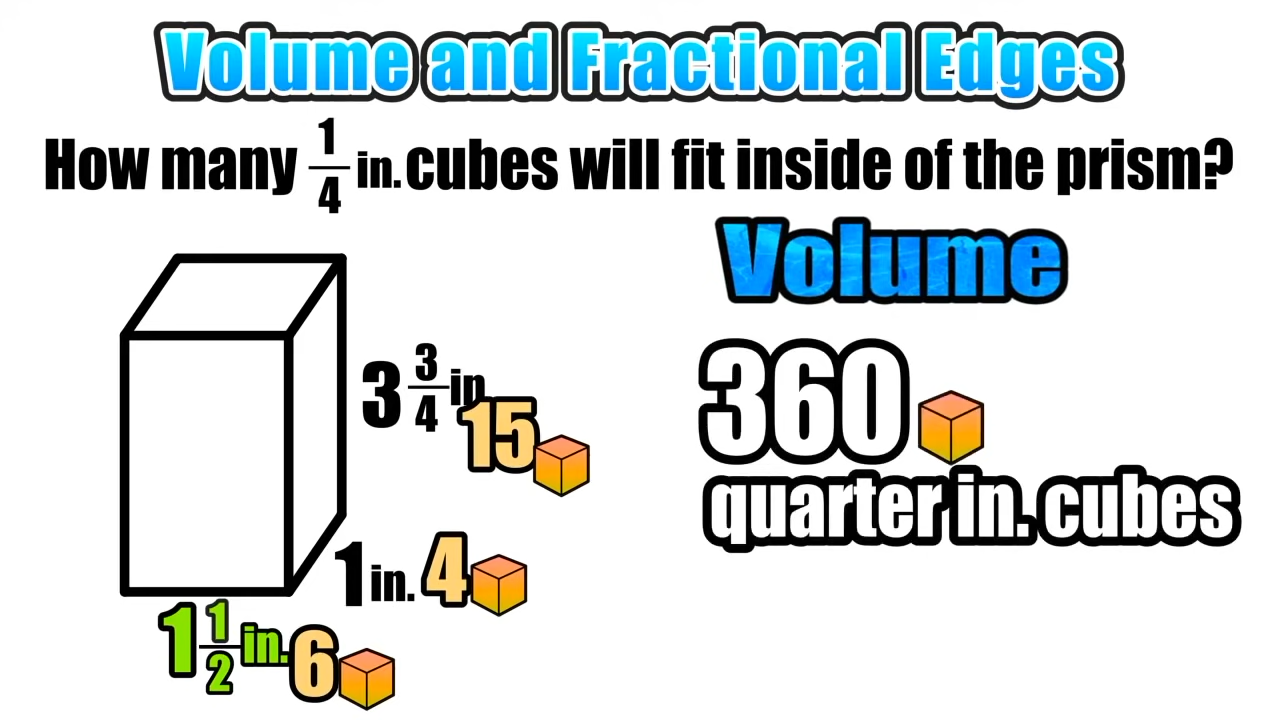 Volume and Fractional Edges
How many 1/4 in. cubes will fit inside of the prism?
Volume
3 3/4 in.
15
360
quarter in. cubes
1 in. 4
1 1/2 in. 6